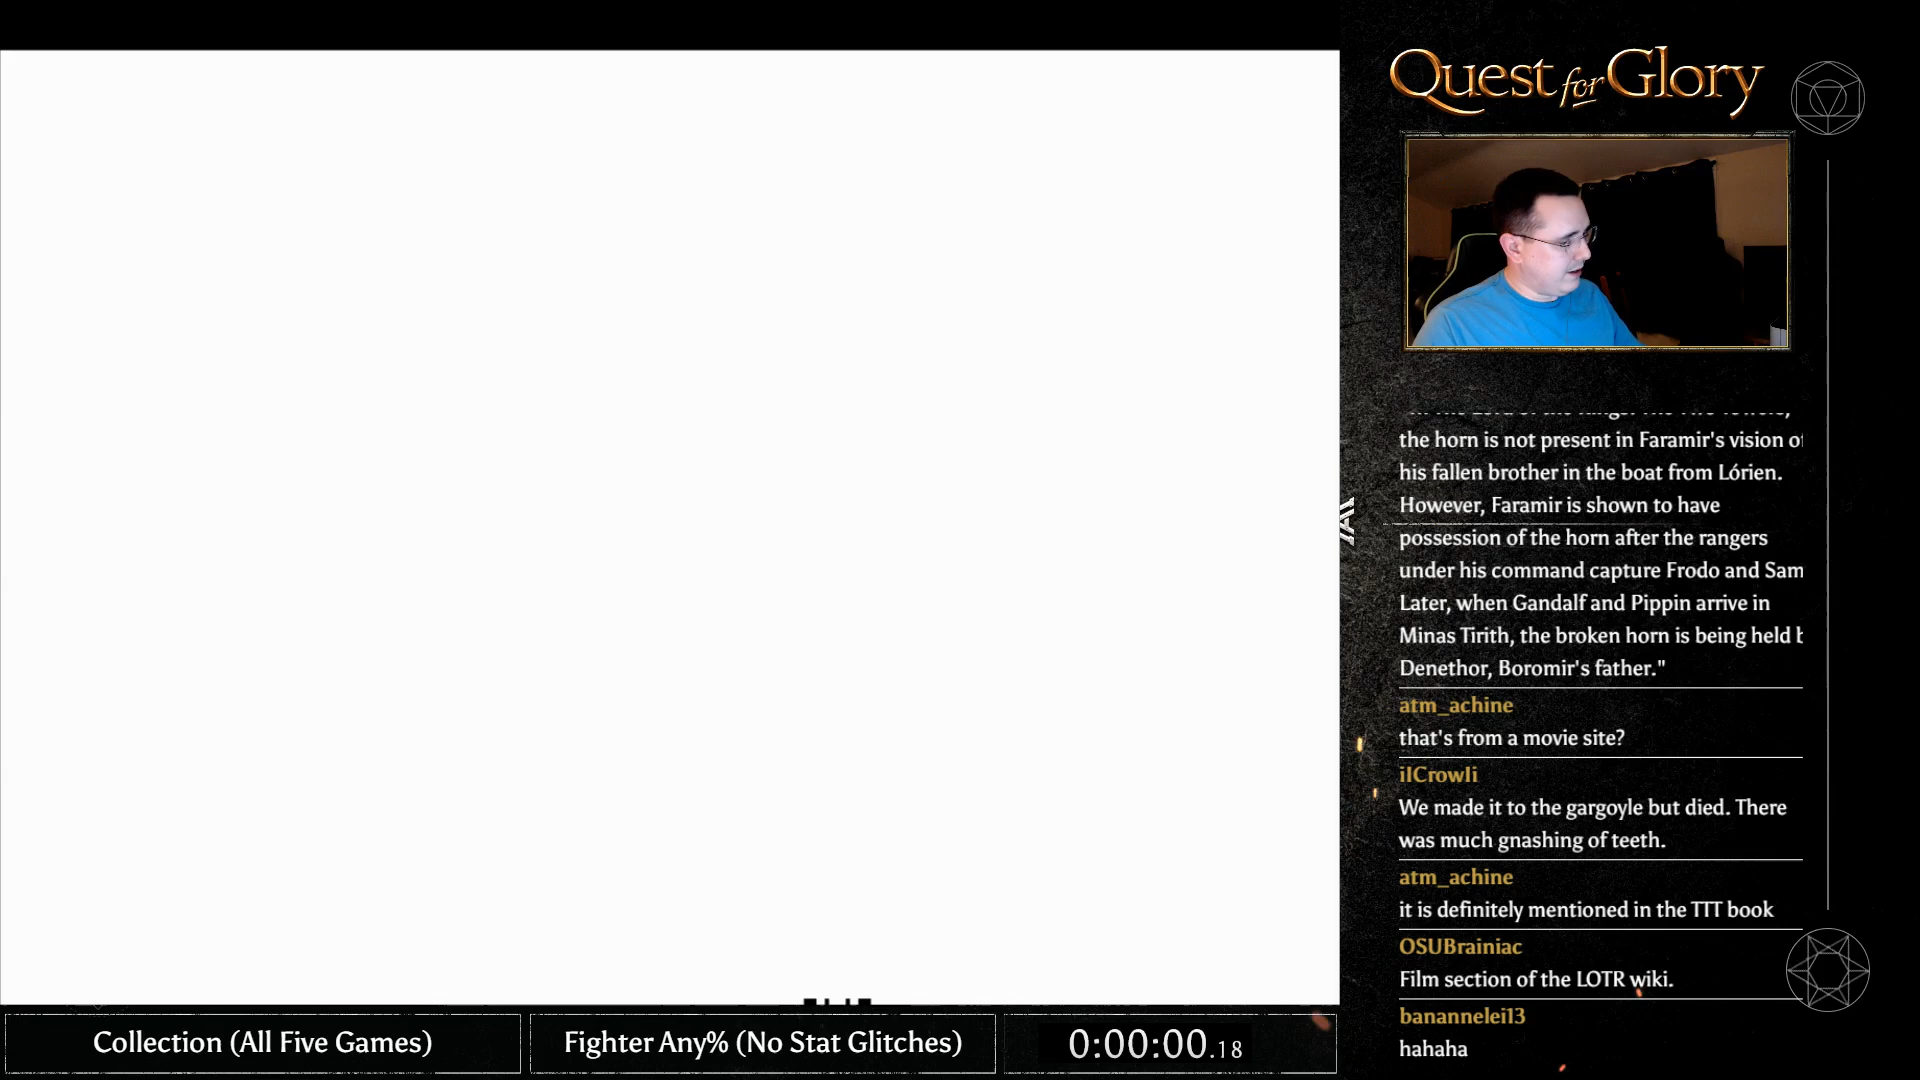 Quest for Glory
the horn is not present in Faramir's vision of
his fallen brother in the boat from Lórien.
However, Faramir is shown to have
possession of the horn after the rangers
under his command capture Frodo and Sam
Later, when Gandalf and Pippin arrive in
Minas Tirith, the broken horn is being held b
Denethor, Boromir's father."
atm_achine
that's from a movie site?
ilCrowli
We made it to the gargoyle but died. There
was much gnashing of teeth.
atm_achine
it is definitely mentioned in the TTT book
OSUBrainiac
Film section of the LOTR wiki.
banannelei13
hahaha
Collection (All Five Games)
Fighter Any% (No Stat Glitches)
0:00:00.18